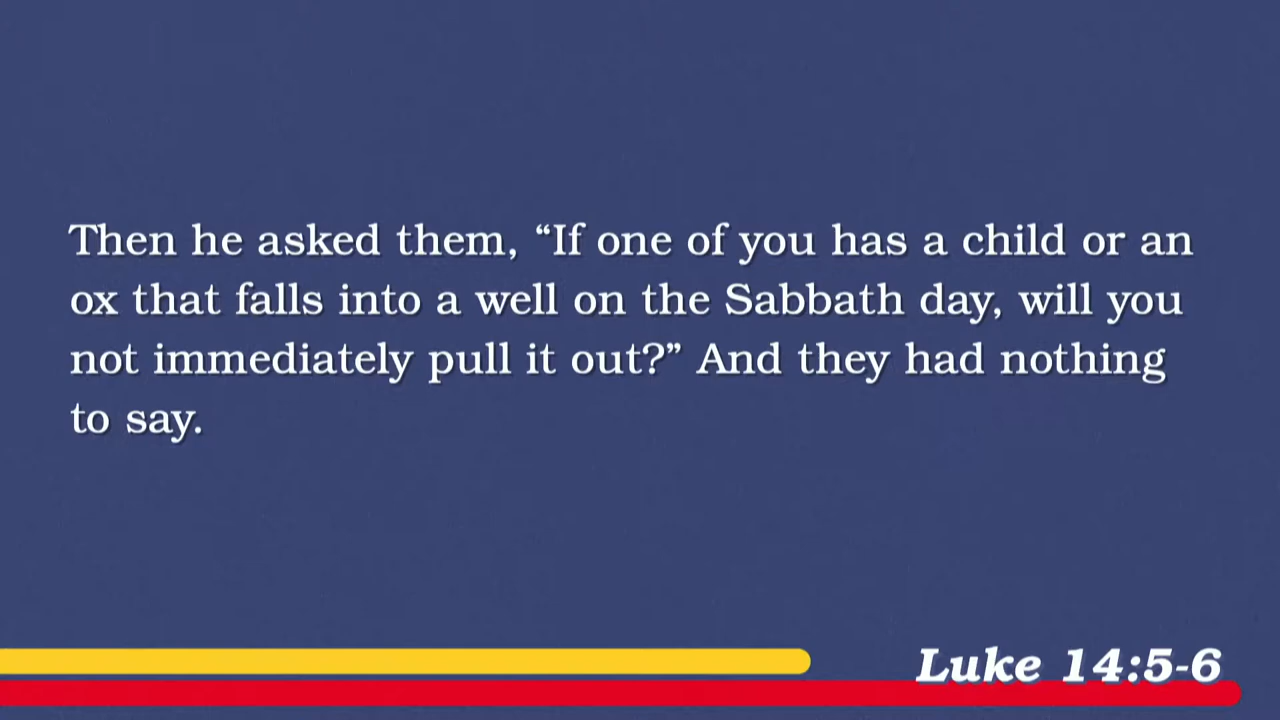 Then he asked them, “If one of you has a child or an
ox that falls into a well on the Sabbath day, will you
not immediately pull it out?” And they had nothing
to say.
Luke 14:5-6